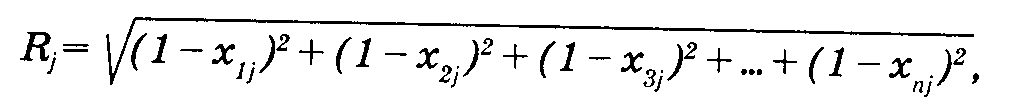 R_j = √((1 − x_{1j})² + (1 − x_{2j})² + (1 − x_{3j})² + ... + (1 − x_{nj})²),